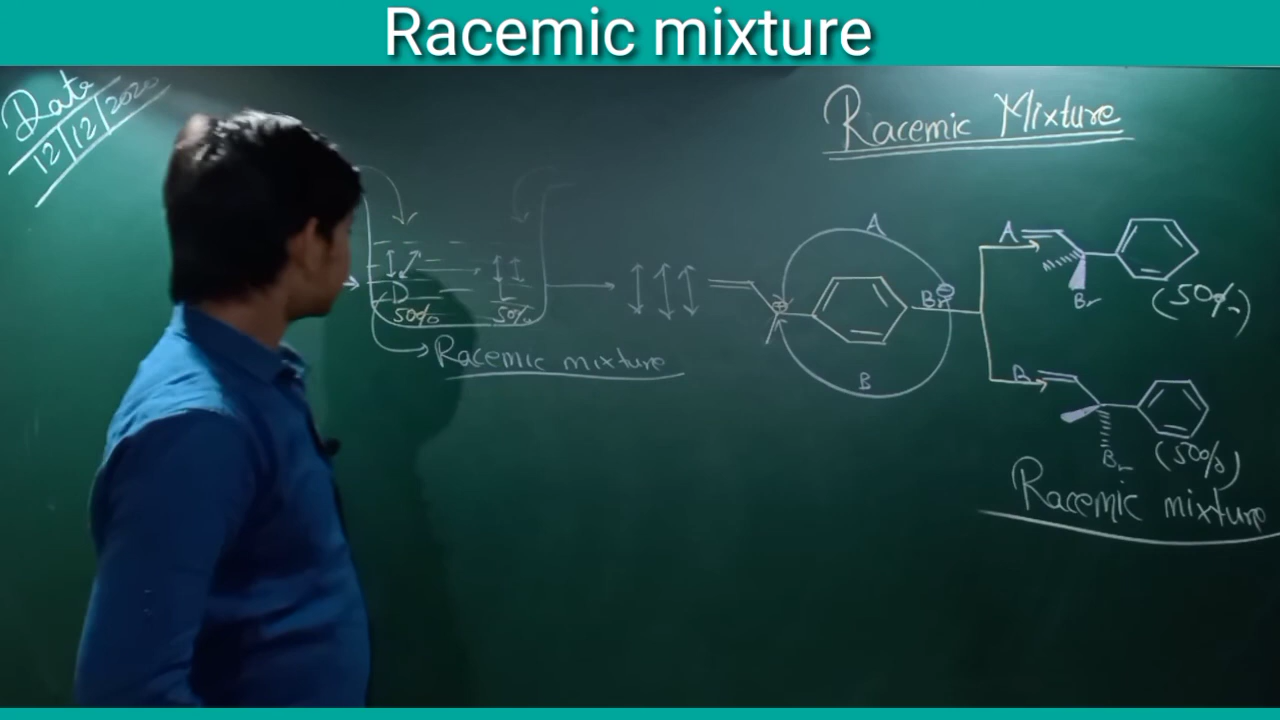 Racemic mixture
Date
12/12/2020
Racemic Mixture
A
A
Br
(50%)
D
50%
50%
Br
Racemic mixture
B
B
Br
(50%)
Racemic mixture